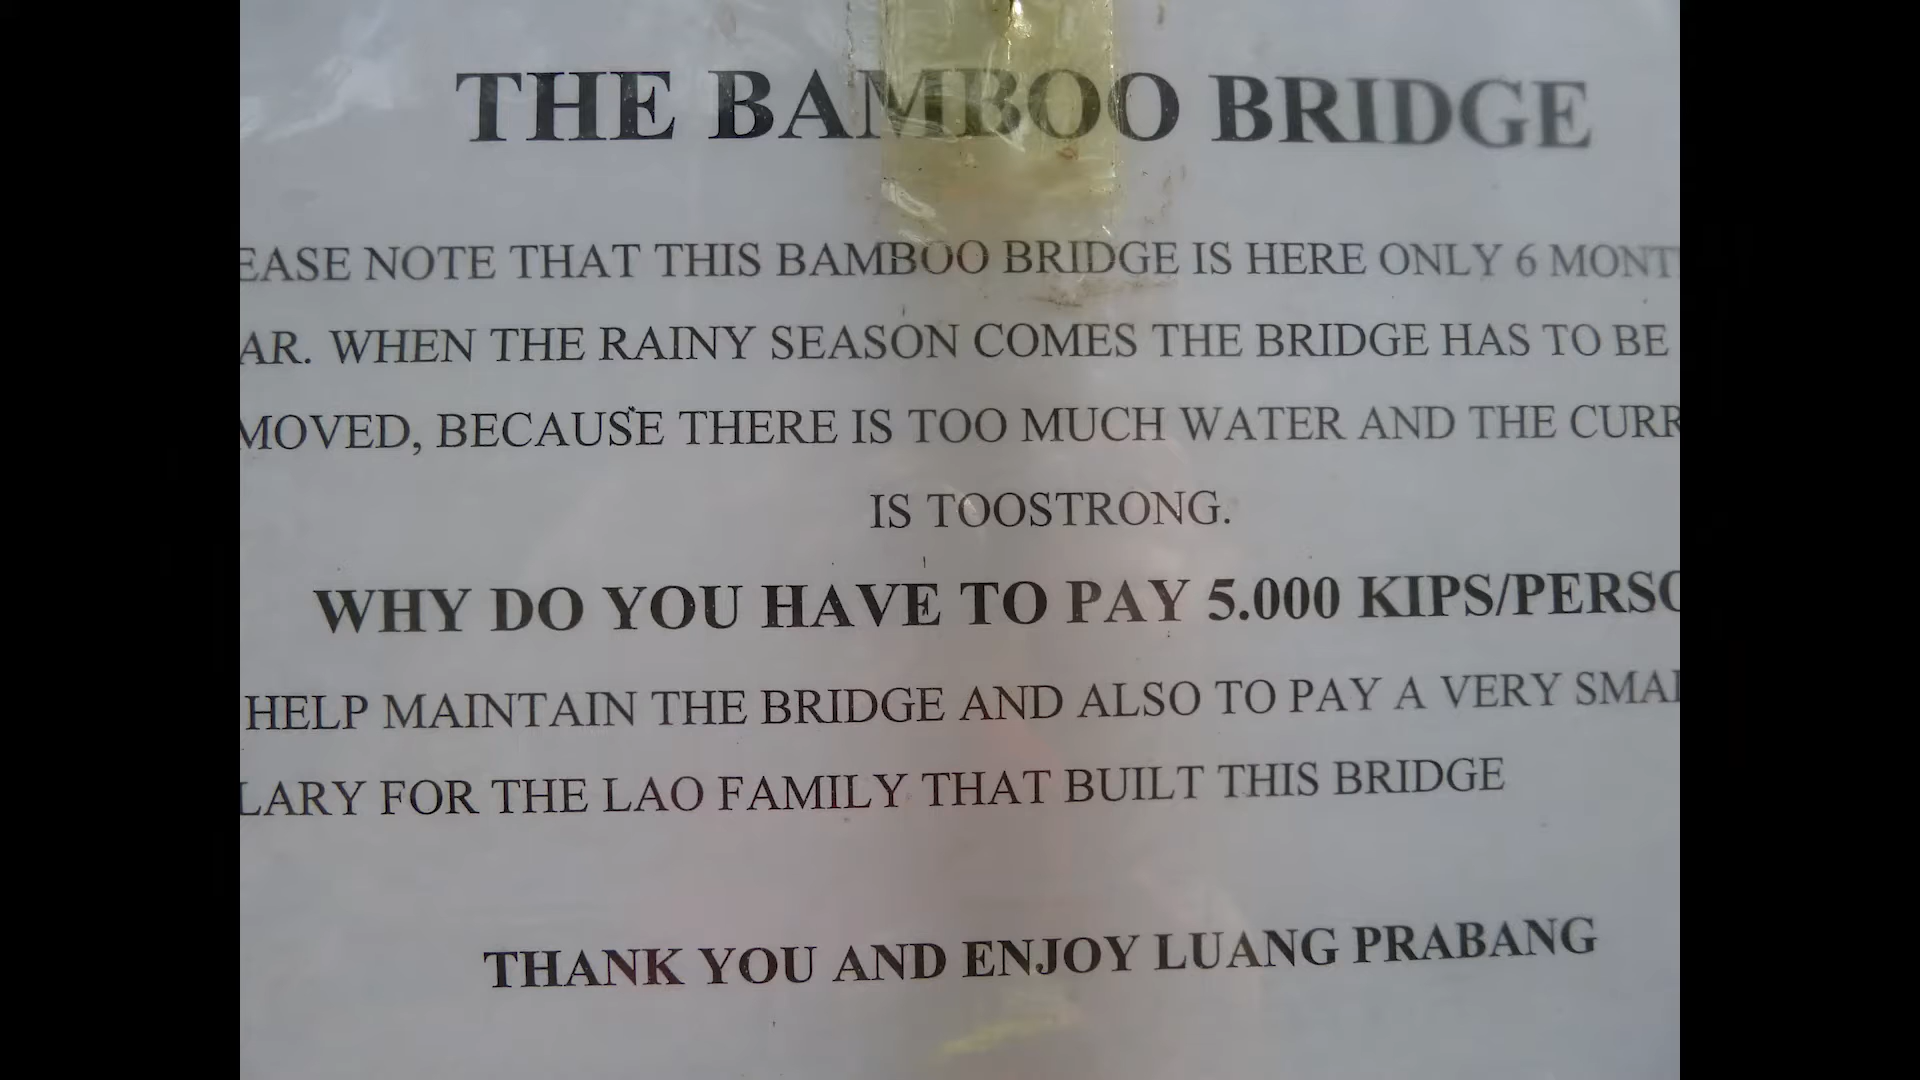 THE BAMBOO BRIDGE
EASE NOTE THAT THIS BAMBOO BRIDGE IS HERE ONLY 6 MONT
AR. WHEN THE RAINY SEASON COMES THE BRIDGE HAS TO BE
MOVED, BECAUSE THERE IS TOO MUCH WATER AND THE CURR
IS TOOSTRONG.
WHY DO YOU HAVE TO PAY 5.000 KIPS/PERSO
HELP MAINTAIN THE BRIDGE AND ALSO TO PAY A VERY SMAL
LARY FOR THE LAO FAMILY THAT BUILT THIS BRIDGE
THANK YOU AND ENJOY LUANG PRABANG